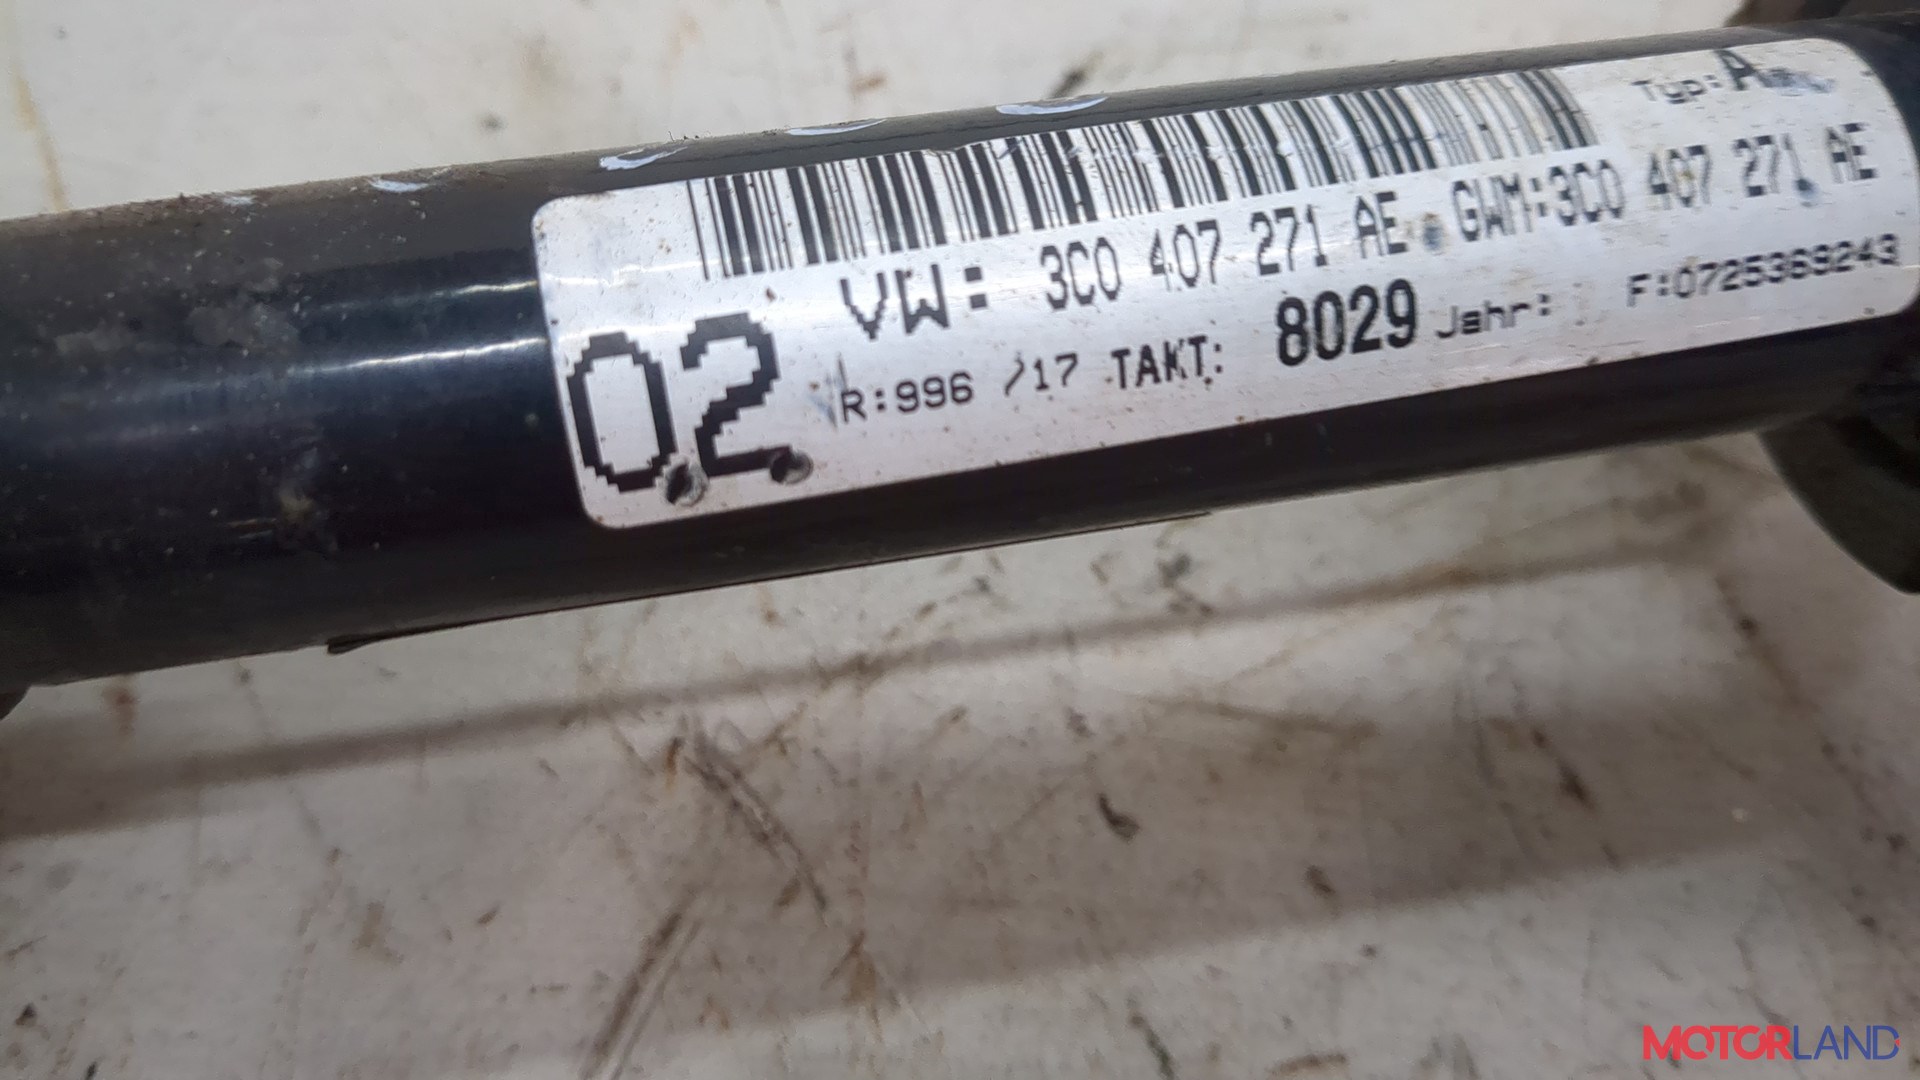 Typ: A
VW: 3C0 407 271 AE GWM:3C0 407 271 AE
02 R:996 /17 TAKT: 8029 Jahr: F:0725369243
MOTORLAND